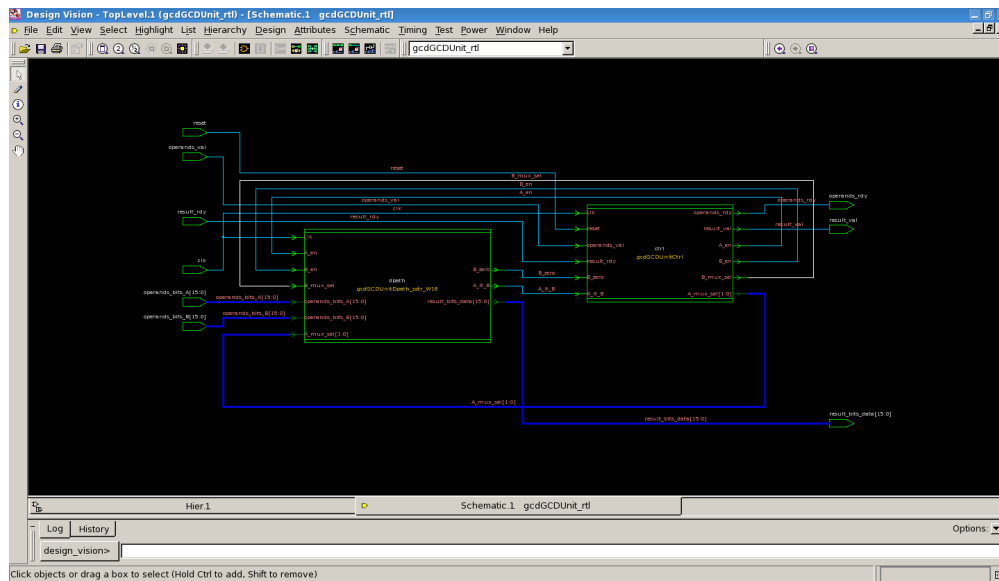 Design Vision - TopLevel.1 (gcdGCDUnit_rtl) - [Schematic.1 gcdGCDUnit_rtl]
File Edit View Select Highlight List Hierarchy Design Attributes Schematic Timing Test Power Window Help
gcdGCDUnit_rtl
reset
operands_val
reset
B_mux_sel
B_en
A_en
operands_val
clk
result_rdy
result_rdy
operands_rdy
operands_rdy
result_val
result_val
clk
operands_bits_A[15:0]
operands_bits_A[15:0]
operands_bits_B[15:0]
operands_bits_B[15:0]
clk
A_en
B_en
B_mux_sel
operands_bits_A[15:0]
operands_bits_B[15:0]
A_mux_sel[1:0]
dpath
gcdGCDUnitDpath_sstr_W16
B_zero
A_lt_B
result_bits_data[15:0]
B_zero
A_lt_B
clk
reset
operands_val
result_rdy
B_zero
A_lt_B
ctrl
gcdGCDUnitCtrl
operands_rdy
result_val
A_en
B_en
B_mux_sel
A_mux_sel[1:0]
A_mux_sel[1:0]
result_bits_data[15:0]
result_bits_data[15:0]
Hier.1
Schematic.1 gcdGCDUnit_rtl
Log History
Options:
design_vision>
Click objects or drag a box to select (Hold Ctrl to add, Shift to remove)